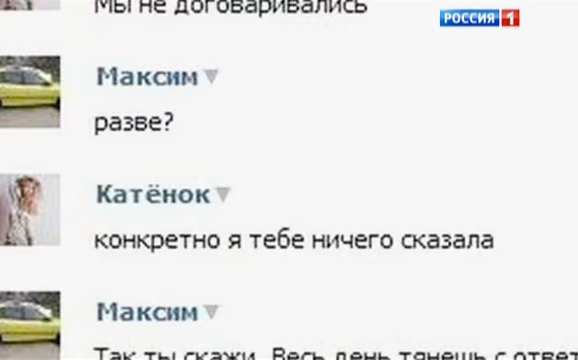 Мы не договаривались
РОССИЯ 1
Максим
разве?
Катёнок
конкретно я тебе ничего сказала
Максим
Так ты скажи. Весь день тянешь с ответ